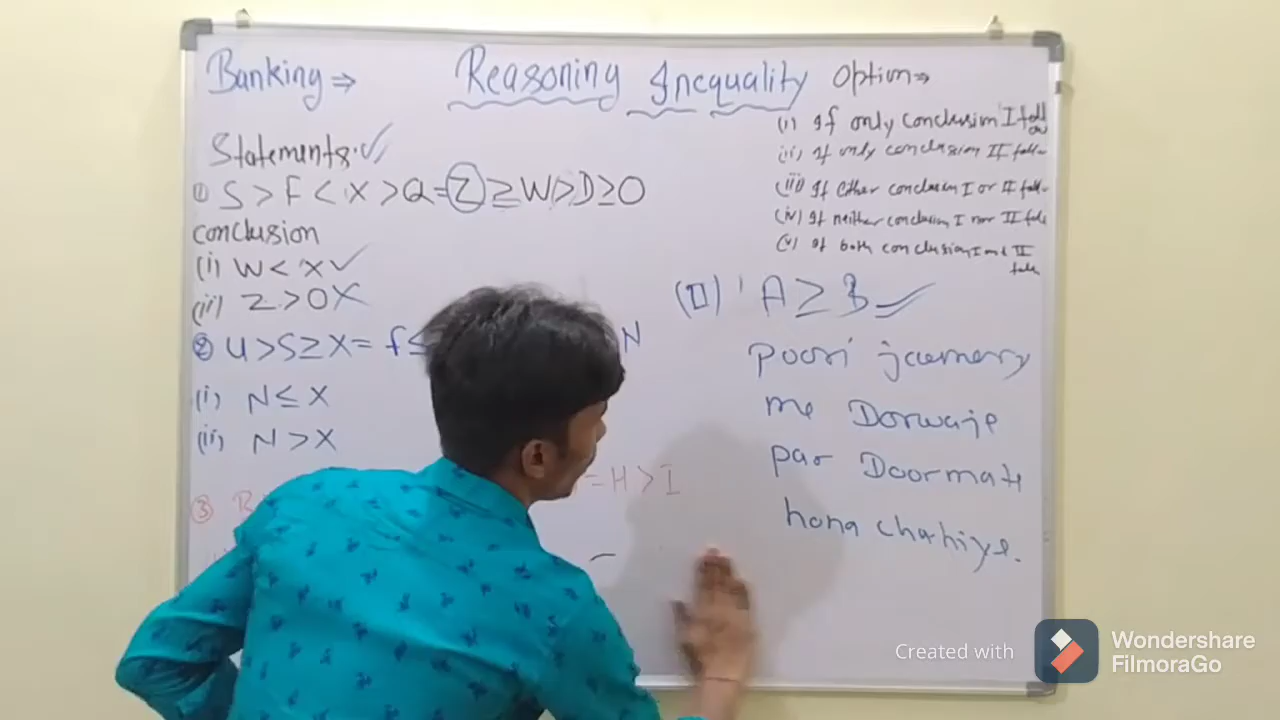 Banking ⇒ Reasoning Inequality Option ⇒
Statements:
① S > F < X > Q = Z ≥ W > D ≥ O
conclusion
(i) W < X ✓
(ii) Z > O X
② U > S ≥ X = f ≤ N
(i) N ≤ X
(ii) N > X
③ R = H > I
(i) If only conclusion I follow
(ii) If only conclusion II follow
(iii) If Either conclusion I or II follow
(iv) If neither conclusion I nor II follow
(v) If both conclusion I and II follow
(II) A ≥ B
poori
me Dorwaje
par Doormate
hona chahiye.
Created with Wondershare
FilmoraGo